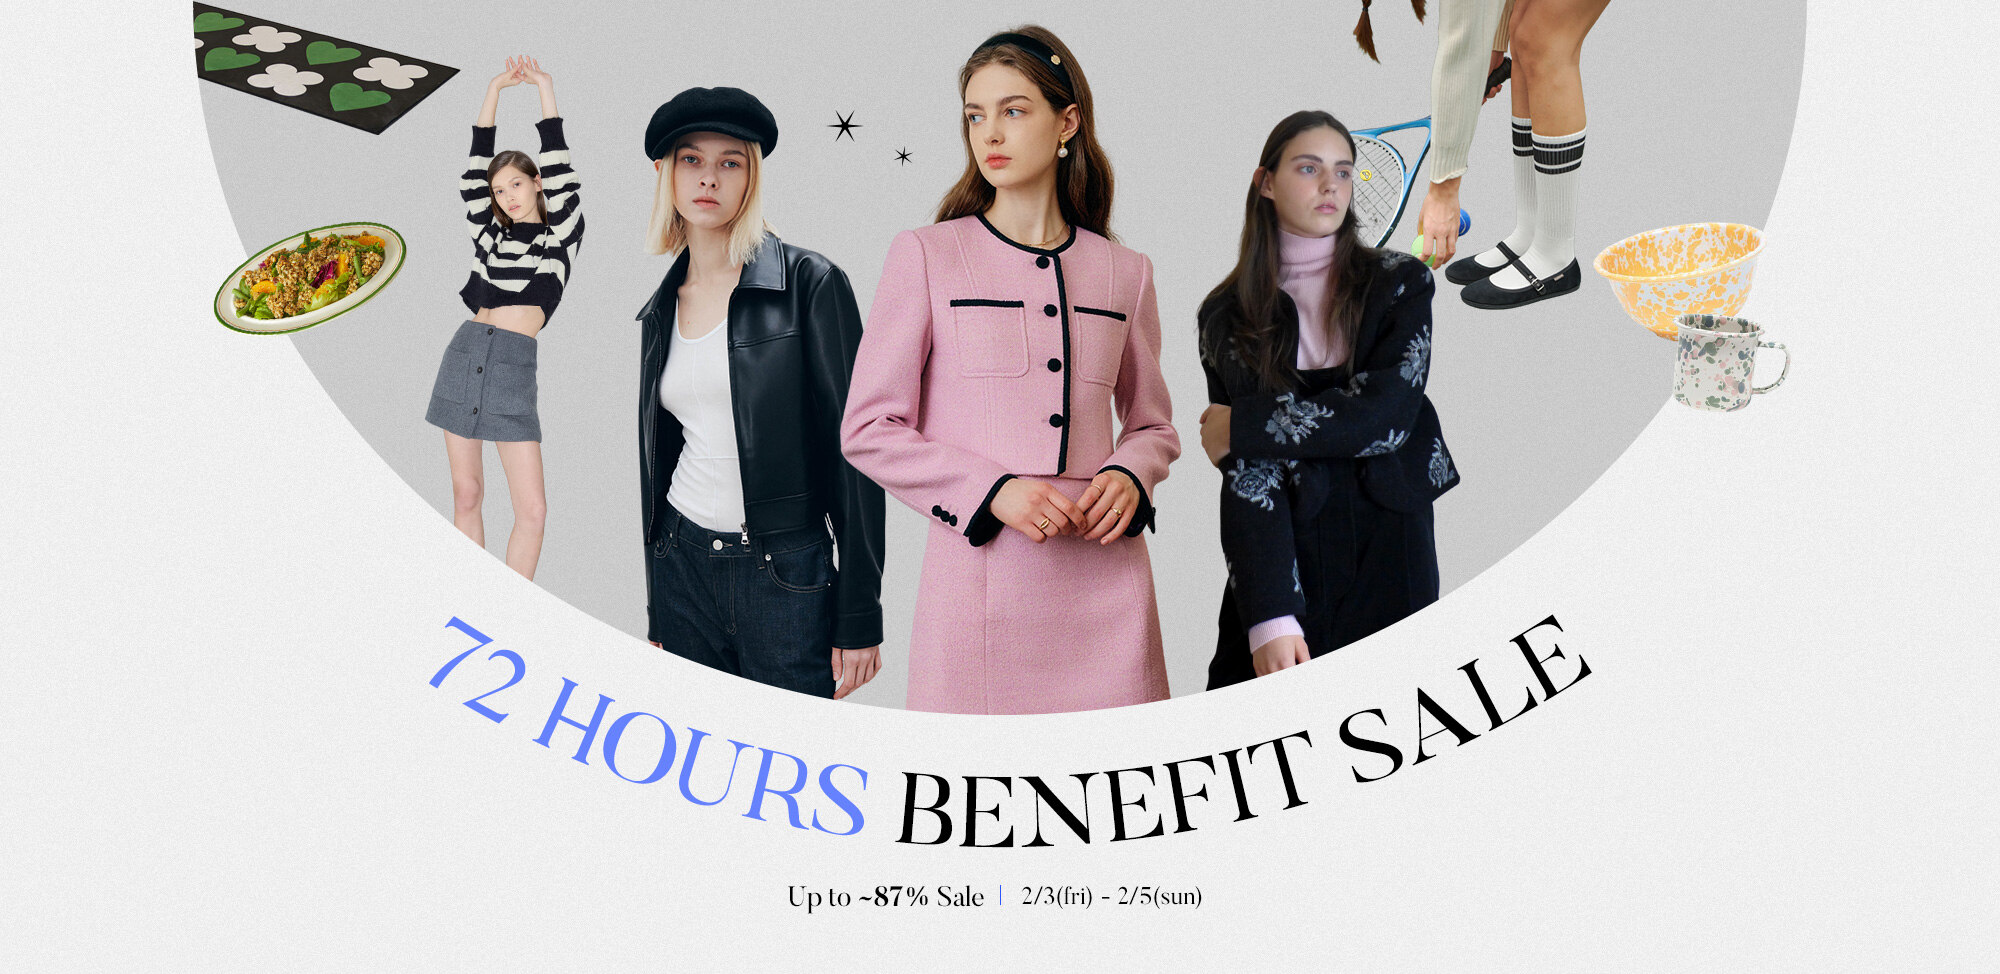 72 HOURS BENEFIT SALE
Up to ~87% Sale | 2/3(fri) - 2/5(sun)